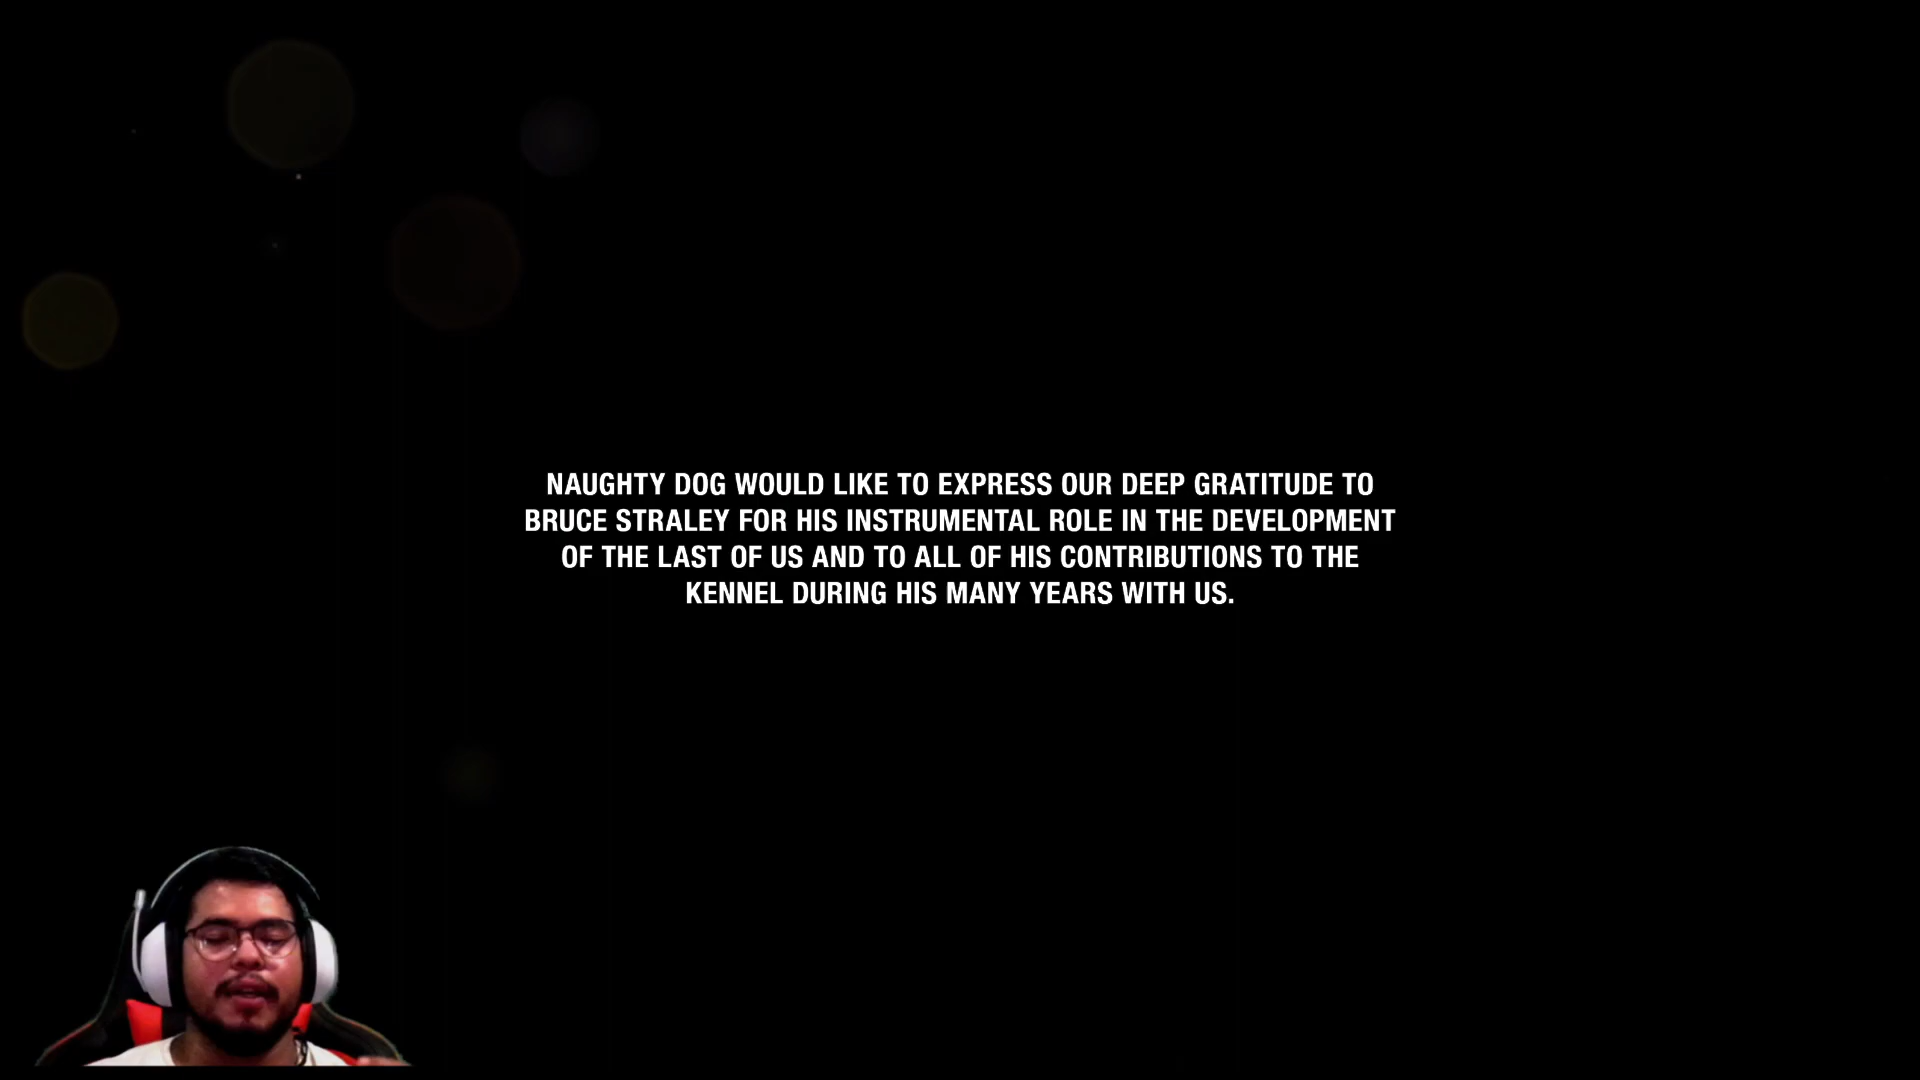 NAUGHTY DOG WOULD LIKE TO EXPRESS OUR DEEP GRATITUDE TO
BRUCE STRALEY FOR HIS INSTRUMENTAL ROLE IN THE DEVELOPMENT
OF THE LAST OF US AND TO ALL OF HIS CONTRIBUTIONS TO THE
KENNEL DURING HIS MANY YEARS WITH US.